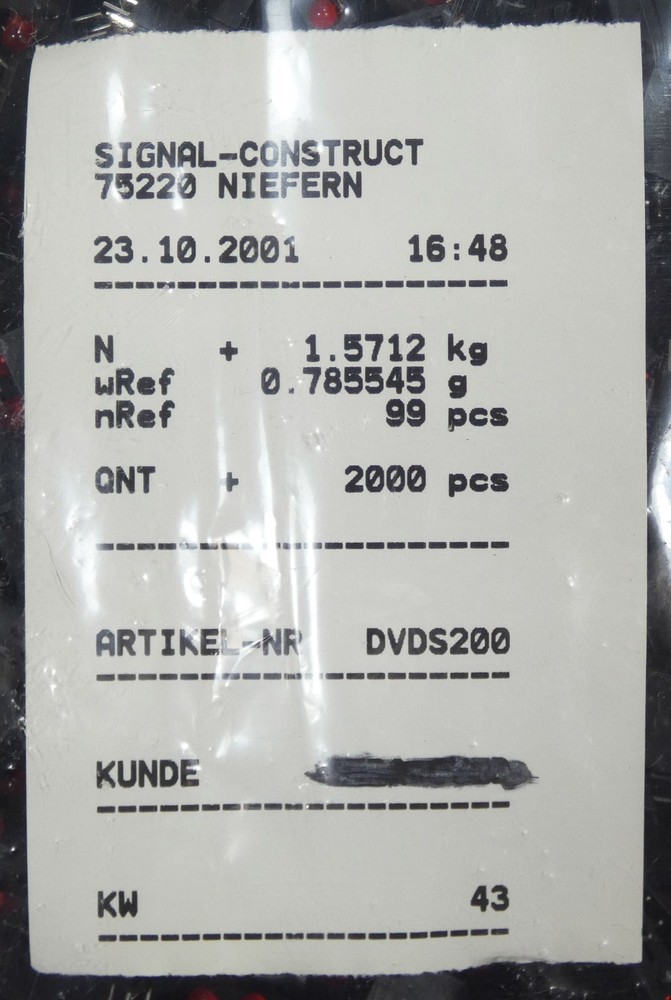 SIGNAL-CONSTRUCT
75220 NIEFERN
23.10.2001 16:48
N + 1.5712 kg
wRef 0.785545 g
nRef 99 pcs
QNT + 2000 pcs
ARTIKEL-NR DVDS200
KUNDE
KW 43